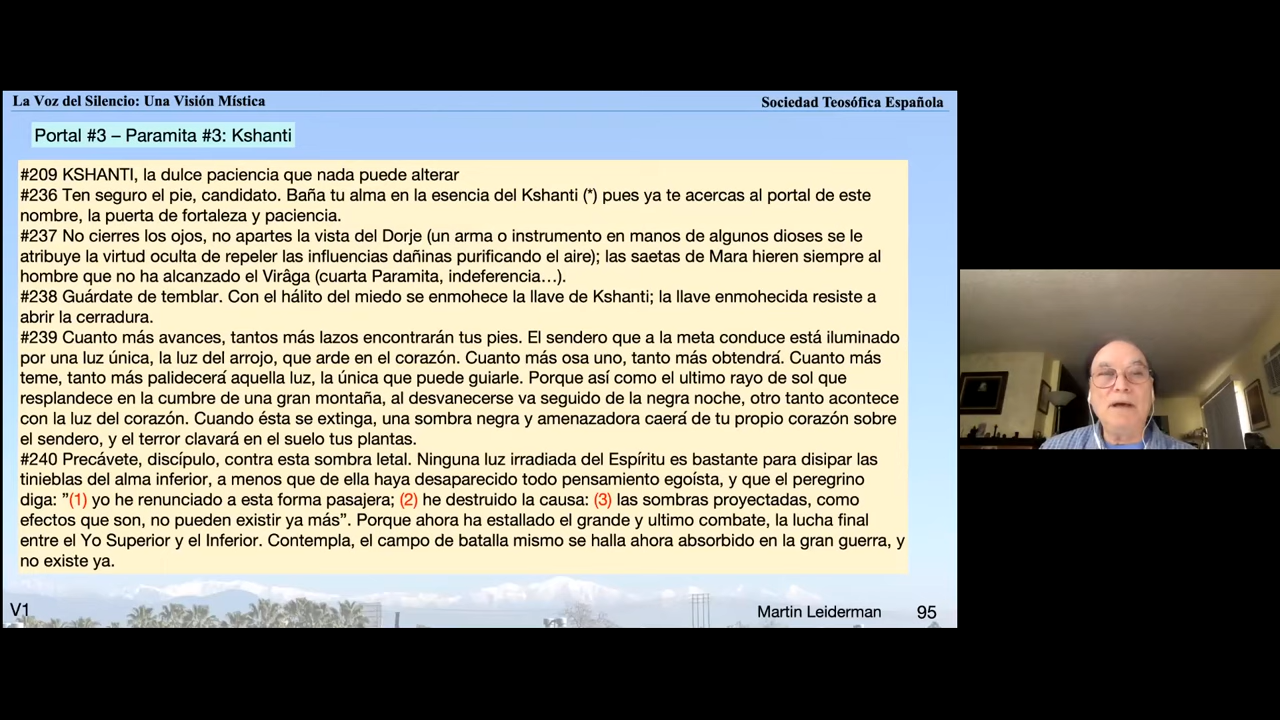 La Voz del Silencio: Una Visión Mística
Sociedad Teosófica Española
Portal #3 – Paramita #3: Kshanti
#209 KSHANTI, la dulce paciencia que nada puede alterar
#236 Ten seguro el pie, candidato. Baña tu alma en la esencia del Kshanti (*) pues ya te acercas al portal de este
nombre, la puerta de fortaleza y paciencia.
#237 No cierres los ojos, no apartes la vista del Dorje (un arma o instrumento en manos de algunos dioses se le
atribuye la virtud oculta de repeler las influencias dañinas purificando el aire); las saetas de Mara hieren siempre al
hombre que no ha alcanzado el Virâga (cuarta Paramita, indeferencia…).
#238 Guárdate de temblar. Con el hálito del miedo se enmohece la llave de Kshanti; la llave enmohecida resiste a
abrir la cerradura.
#239 Cuanto más avances, tantos más lazos encontrarán tus pies. El sendero que a la meta conduce está iluminado
por una luz única, la luz del arrojo, que arde en el corazón. Cuanto más osa uno, tanto más obtendrá. Cuanto más
teme, tanto más palidecerá aquella luz, la única que puede guiarle. Porque así como el ultimo rayo de sol que
resplandece en la cumbre de una gran montaña, al desvanecerse va seguido de la negra noche, otro tanto acontece
con la luz del corazón. Cuando ésta se extinga, una sombra negra y amenazadora caerá de tu propio corazón sobre
el sendero, y el terror clavará en el suelo tus plantas.
#240 Precávete, discípulo, contra esta sombra letal. Ninguna luz irradiada del Espíritu es bastante para disipar las
tinieblas del alma inferior, a menos que de ella haya desaparecido todo pensamiento egoísta, y que el peregrino
diga: ”(1) yo he renunciado a esta forma pasajera; (2) he destruido la causa: (3) las sombras proyectadas, como
efectos que son, no pueden existir ya más”. Porque ahora ha estallado el grande y ultimo combate, la lucha final
entre el Yo Superior y el Inferior. Contempla, el campo de batalla mismo se halla ahora absorbido en la gran guerra, y
no existe ya.
V1
Martin Leiderman
95